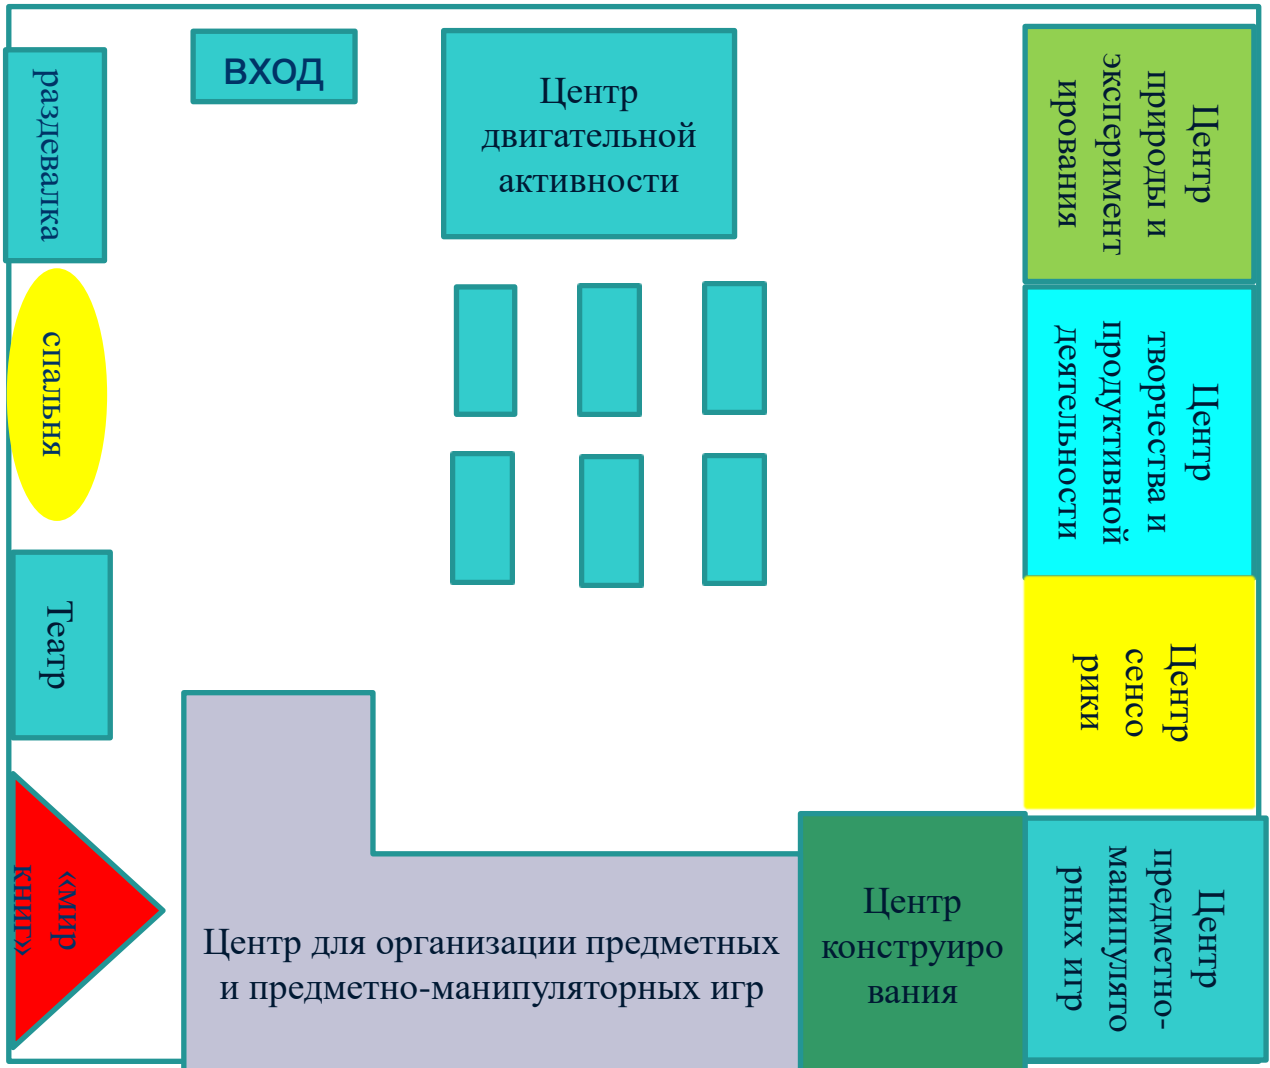 раздевалка
ВХОД
Центр
двигательной
активности
Центр
природы и
эксперимент
ирования
спальня
Центр
творчества и
продуктивной
деятельности
Театр
Центр
сенсо
рики
«мир
книг»
Центр для организации предметных
и предметно-манипуляторных игр
Центр
конструиро
вания
Центр
предметно-
манипулято
рных игр